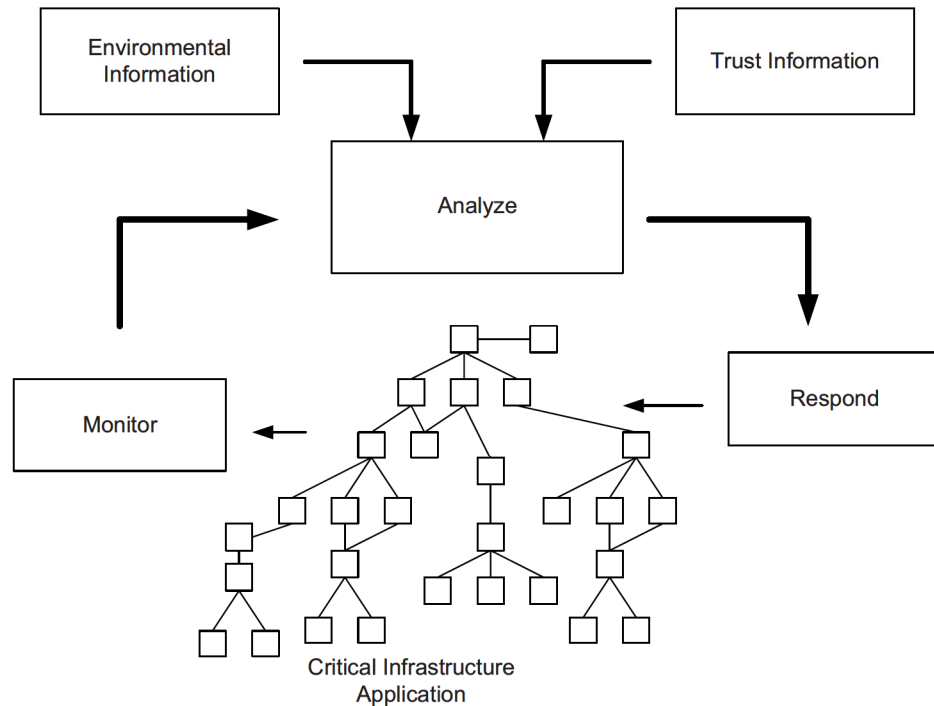 Environmental
Information
Trust Information
Analyze
Monitor
Respond
Critical Infrastructure
Application